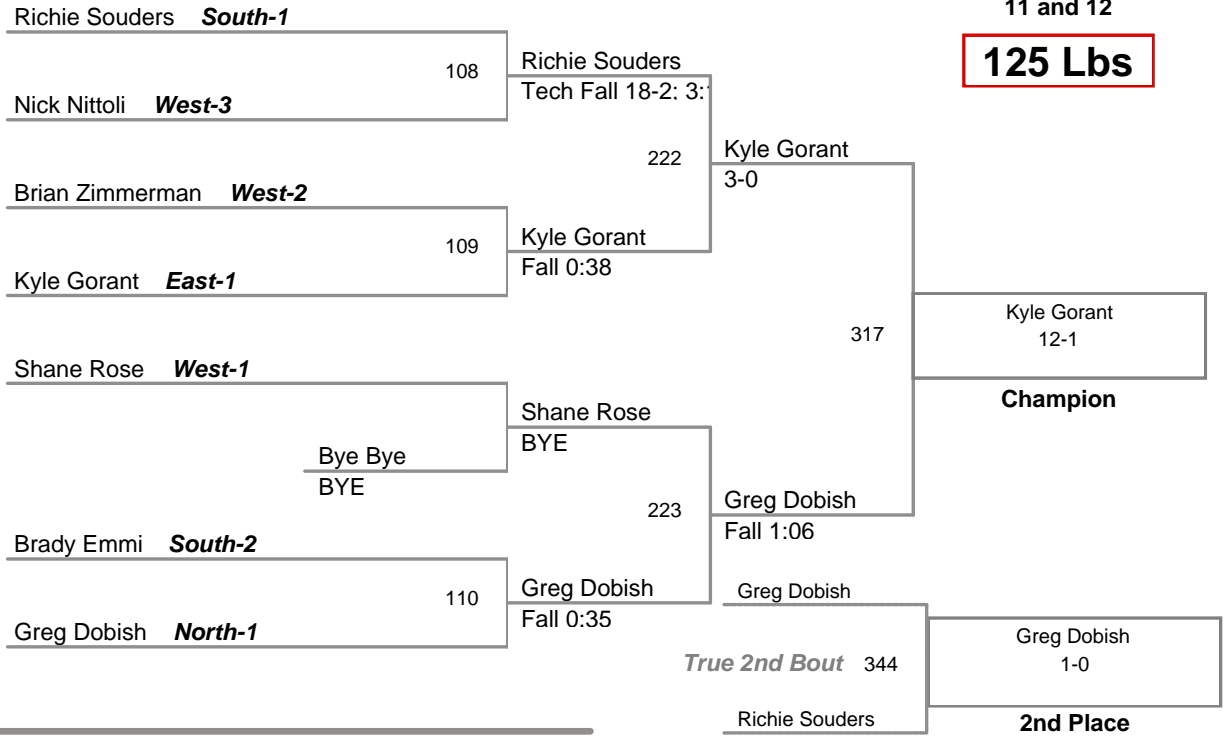 11 and 12
125 Lbs
Richie Souders South-1
108
Nick Nittoli West-3
Richie Souders
Tech Fall 18-2; 3:
222
Brian Zimmerman West-2
109
Kyle Gorant East-1
Kyle Gorant
Fall 0:38
Kyle Gorant
3-0
317
Shane Rose West-1
Bye Bye
BYE
Shane Rose
BYE
223
Brady Emmi South-2
110
Greg Dobish North-1
Greg Dobish
Fall 0:35
Greg Dobish
Fall 1:06
Kyle Gorant
12-1
Champion
Greg Dobish
True 2nd Bout 344
Richie Souders
Greg Dobish
1-0
2nd Place